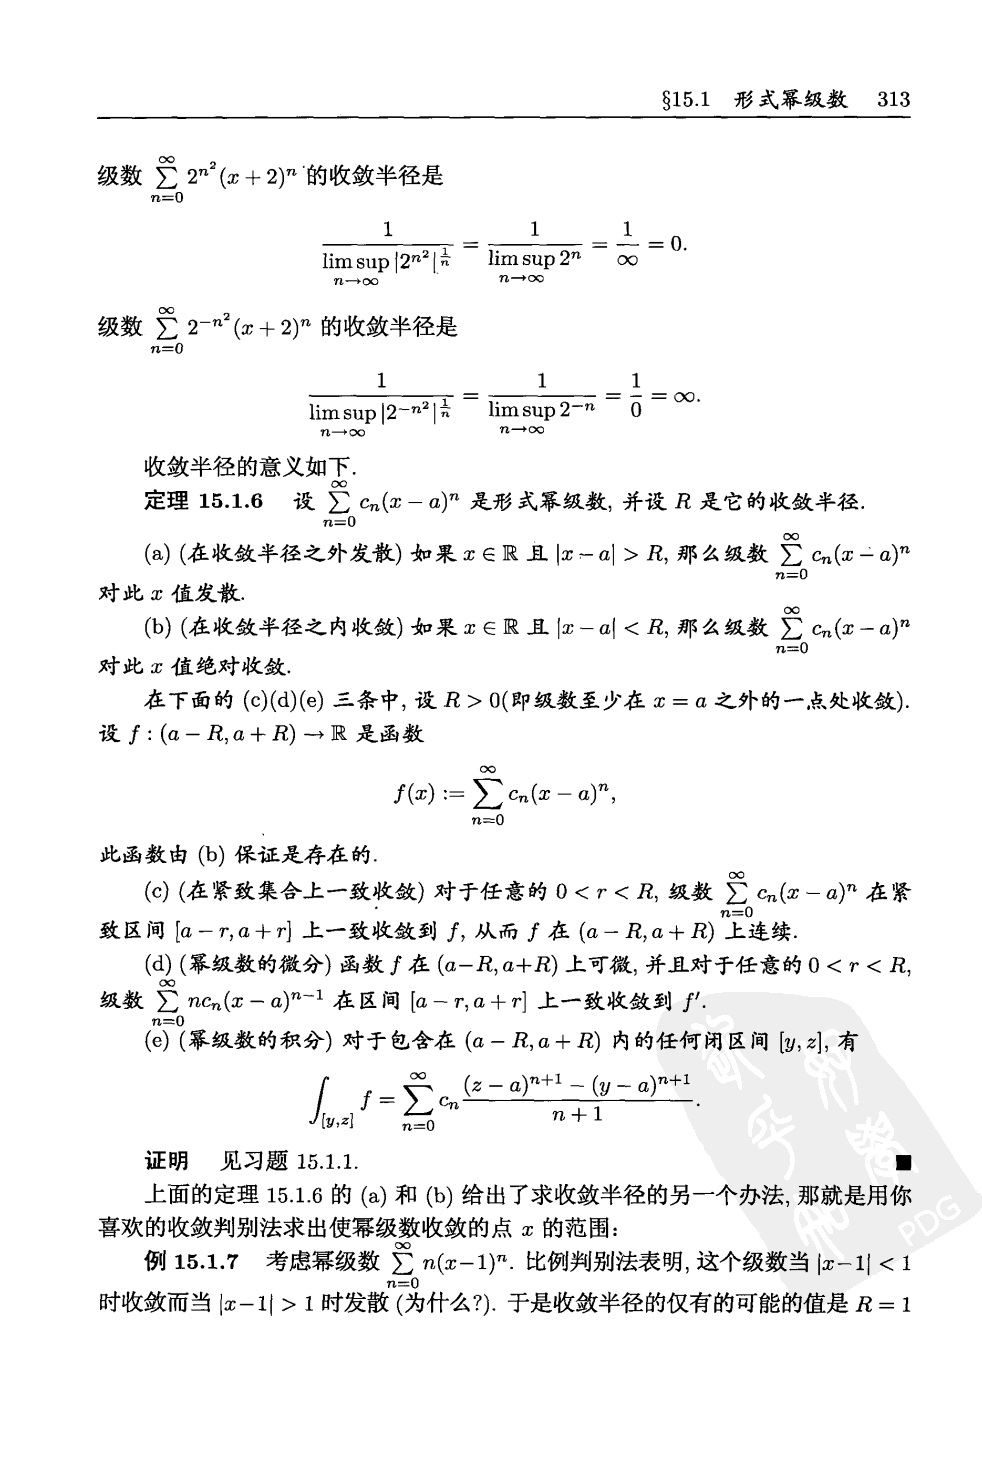 §15.1 形式幂级数 313
级数 $\sum_{n=0}^{\infty} 2^{n^2}(x+2)^n$ 的收敛半径是
$\frac{1}{\limsup_{n\to\infty} |2^{n^2}|^{\frac{1}{n}}} = \frac{1}{\limsup_{n\to\infty} 2^n} = \frac{1}{\infty} = 0.$
级数 $\sum_{n=0}^{\infty} 2^{-n^2}(x+2)^n$ 的收敛半径是
$\frac{1}{\limsup_{n\to\infty} |2^{-n^2}|^{\frac{1}{n}}} = \frac{1}{\limsup_{n\to\infty} 2^{-n}} = \frac{1}{0} = \infty.$
收敛半径的意义如下.
定理 15.1.6 设 $\sum_{n=0}^{\infty} c_n(x-a)^n$ 是形式幂级数, 并设 R 是它的收敛半径.
(a) (在收敛半径之外发散) 如果 $x \in \mathbb{R}$ 且 $|x-a| > R$, 那么级数 $\sum_{n=0}^{\infty} c_n(x-a)^n$
对此 x 值发散.
(b) (在收敛半径之内收敛) 如果 $x \in \mathbb{R}$ 且 $|x-a| < R$, 那么级数 $\sum_{n=0}^{\infty} c_n(x-a)^n$
对此 x 值绝对收敛.
在下面的 (c)(d)(e) 三条中, 设 R > 0(即级数至少在 x = a 之外的一点处收敛).
设 $f : (a-R, a+R) \to \mathbb{R}$ 是函数
$f(x) := \sum_{n=0}^{\infty} c_n(x-a)^n,$
此函数由 (b) 保证是存在的.
(c) (在紧致集合上一致收敛) 对于任意的 0 < r < R, 级数 $\sum_{n=0}^{\infty} c_n(x-a)^n$ 在紧
致区间 [a − r, a + r] 上一致收敛到 f, 从而 f 在 (a − R, a + R) 上连续.
(d) (幂级数的微分) 函数 f 在 (a−R, a+R) 上可微, 并且对于任意的 0 < r < R,
级数 $\sum_{n=0}^{\infty} nc_n(x-a)^{n-1}$ 在区间 [a − r, a + r] 上一致收敛到 f′.
(e) (幂级数的积分) 对于包含在 (a − R, a + R) 内的任何闭区间 [y, z], 有
$\int_{[y,z]} f = \sum_{n=0}^{\infty} c_n \frac{(z-a)^{n+1} - (y-a)^{n+1}}{n+1}.$
证明 见习题 15.1.1. ■
上面的定理 15.1.6 的 (a) 和 (b) 给出了求收敛半径的另一个办法, 那就是用你
喜欢的收敛判别法求出使幂级数收敛的点 x 的范围:
例 15.1.7 考虑幂级数 $\sum_{n=0}^{\infty} n(x-1)^n$. 比例判别法表明, 这个级数当 |x−1| < 1
时收敛而当 |x−1| > 1 时发散 (为什么?). 于是收敛半径的仅有的可能的值是 R = 1
PDG